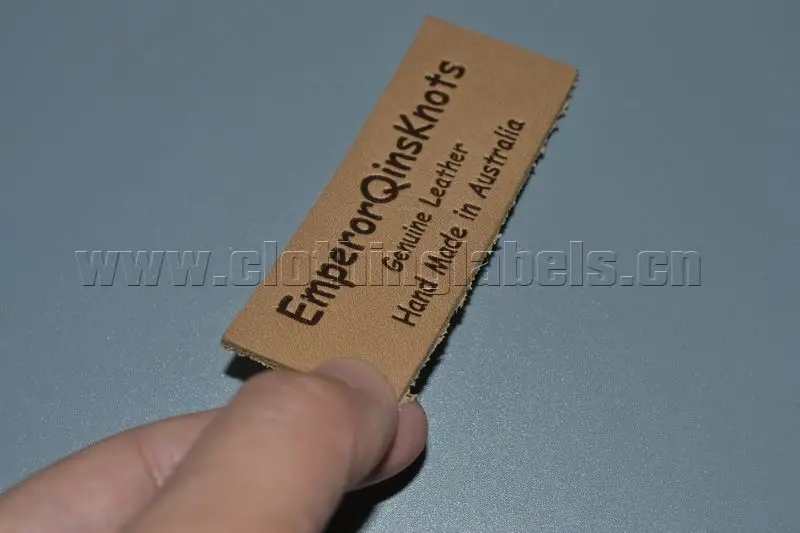 EmperorQinsKnots
Genuine Leather
Hand Made in Australia
www.clothinglabels.cn